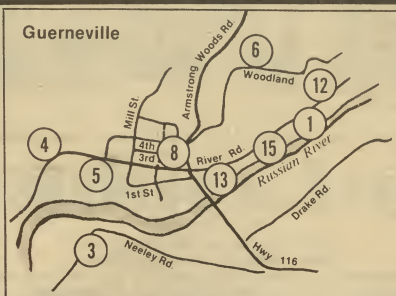 Guerneville
Mill St.
Armstrong
Woods Rd.
6
Woodland
12
4
4th
3rd
8
River Rd.
1
15
Russian River
5
1st St
13
Drake Rd.
3
Neeley Rd.
Hwy 116